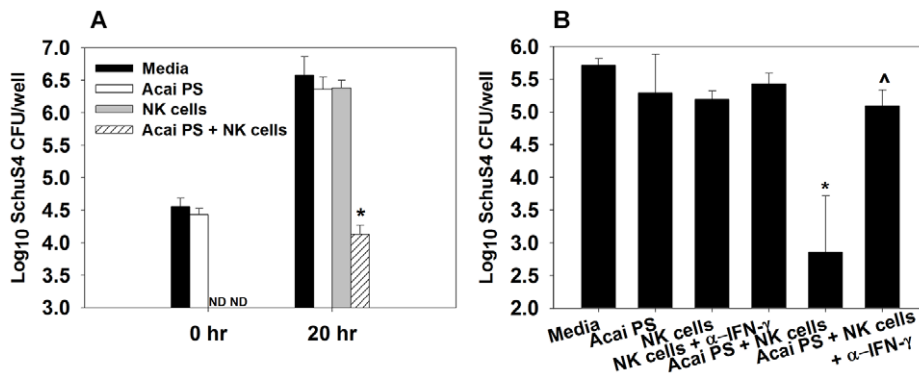 A
Log10 SchuS4 CFU/well
7.0
6.5
6.0
5.5
5.0
4.5
4.0
3.5
3.0
Media
Acai PS
NK cells
Acai PS + NK cells
*
ND ND
0 hr
20 hr
B
Log10 SchuS4 CFU/well
6.0
5.5
5.0
4.5
4.0
3.5
3.0
2.5
2.0
*
^
Media
Acai PS
NK cells
NK cells + α–IFN-γ
Acai PS + NK cells
Acai PS + NK cells
+ α–IFN-γ